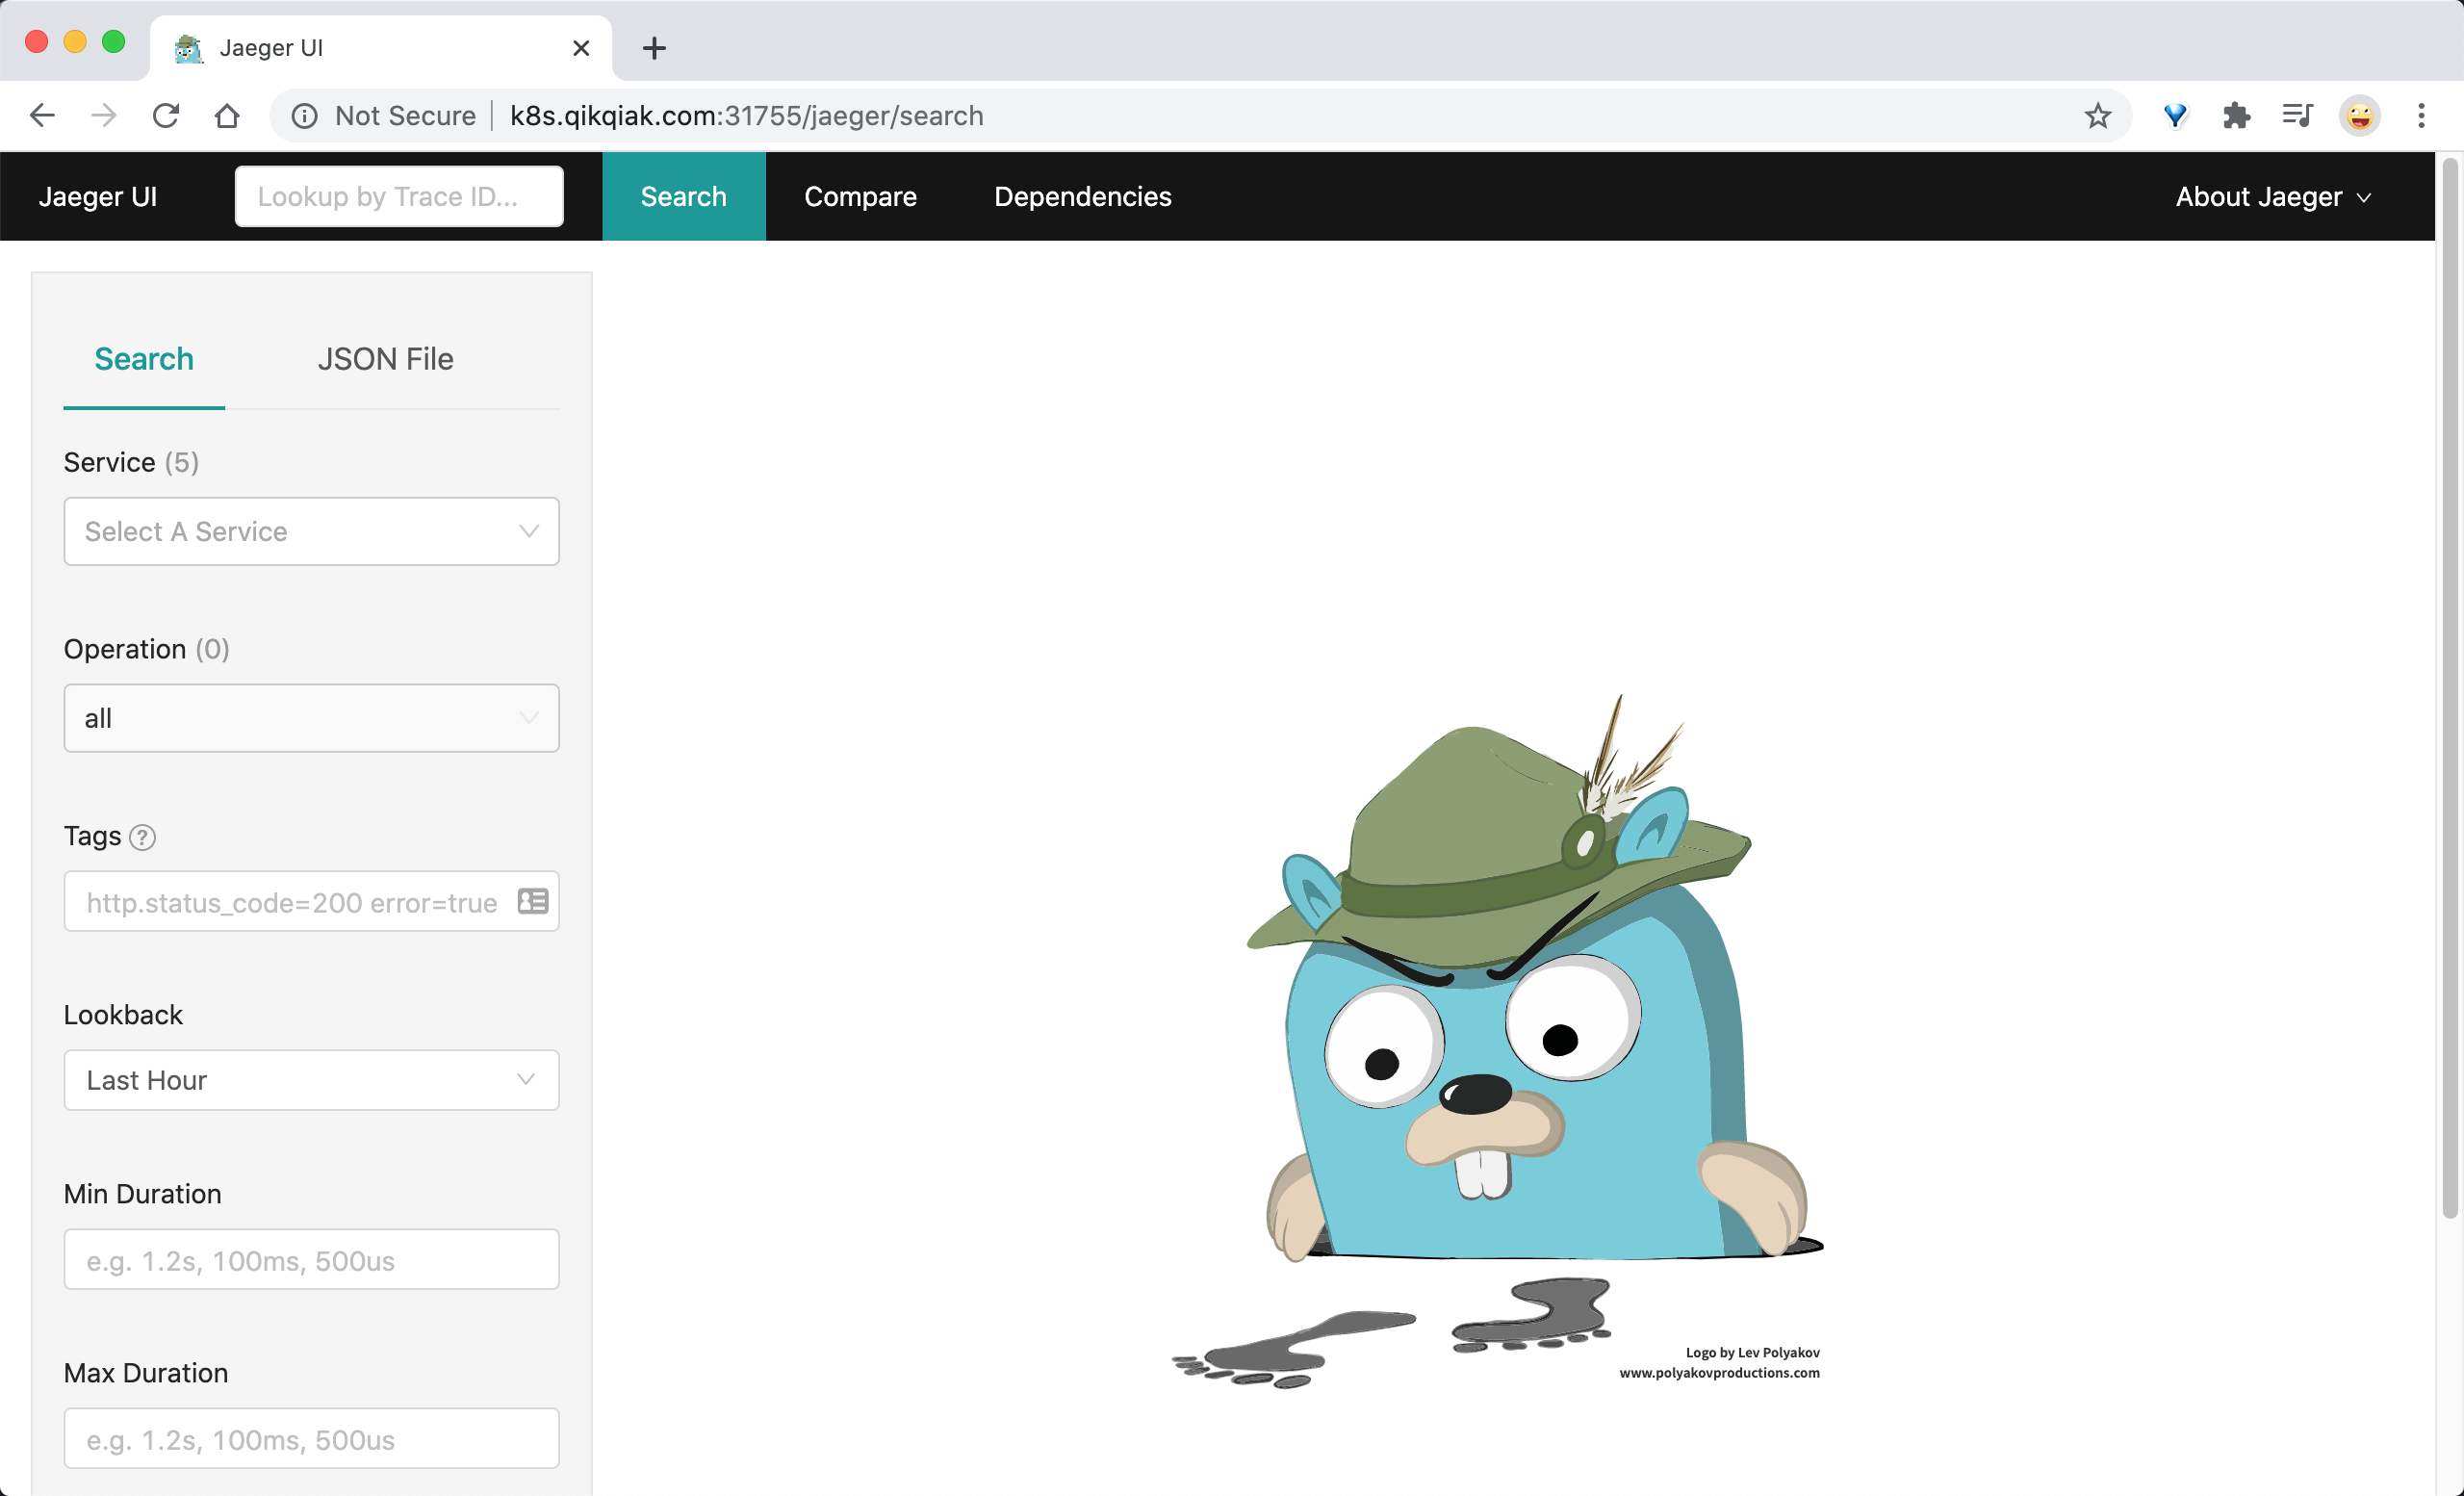 Jaeger UI
Not Secure k8s.qikqiak.com:31755/jaeger/search
Jaeger UI Lookup by Trace ID... Search Compare Dependencies About Jaeger
Search JSON File
Service (5)
Select A Service
Operation (0)
all
Tags ?
http.status_code=200 error=true
Lookback
Last Hour
Min Duration
e.g. 1.2s, 100ms, 500us
Max Duration
e.g. 1.2s, 100ms, 500us
Logo by Lev Polyakov
www.polyakovproductions.com